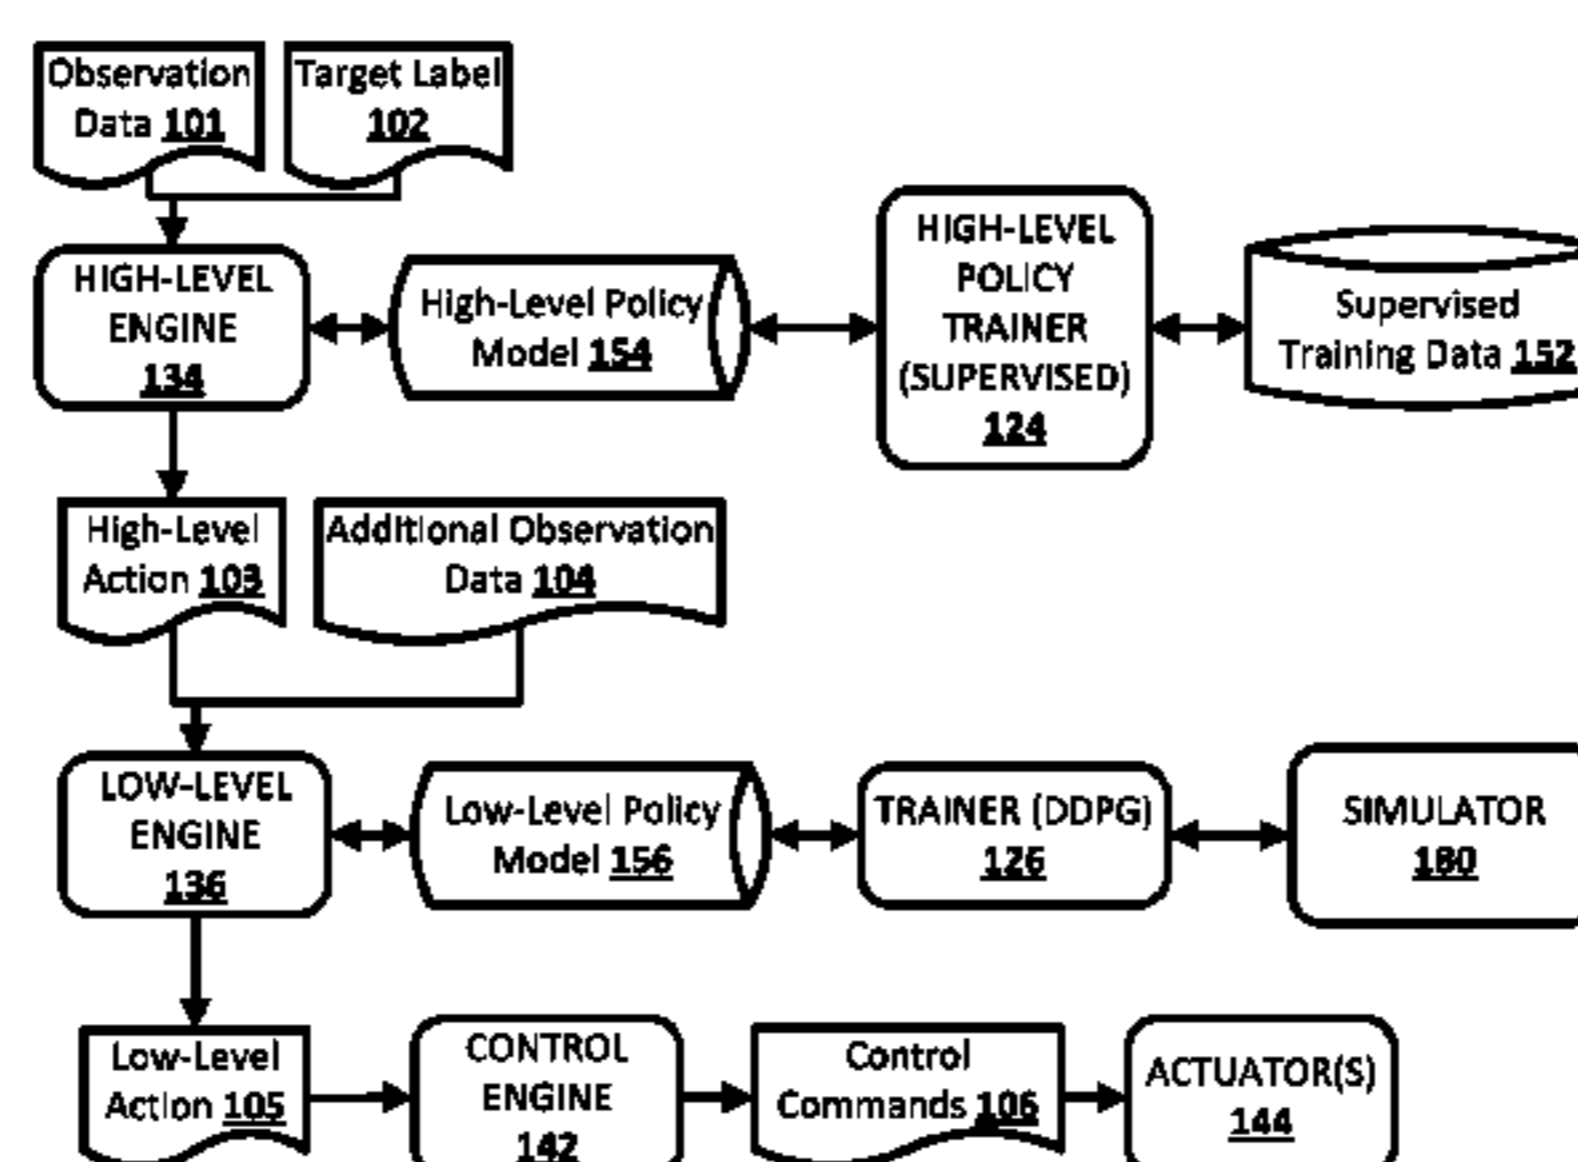 Observation
Data 101
Target Label
102
HIGH-LEVEL
ENGINE
134
High-Level Policy
Model 154
HIGH-LEVEL
POLICY
TRAINER
(SUPERVISED)
124
Supervised
Training Data 152
High-Level
Action 103
Additional Observation
Data 104
LOW-LEVEL
ENGINE
136
Low-Level Policy
Model 156
TRAINER (DDPG)
126
SIMULATOR
180
Low-Level
Action 105
CONTROL
ENGINE
142
Control
Commands 106
ACTUATOR(S)
144